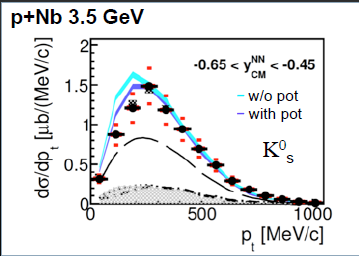 p+Nb 3.5 GeV
dσ/dp_t [μb/(MeV/c)]
2
1.5
1
0.5
0
-0.65 < y^NN_CM < -0.45
w/o pot
with pot
K^0_s
0 500 1000
p_t [MeV/c]